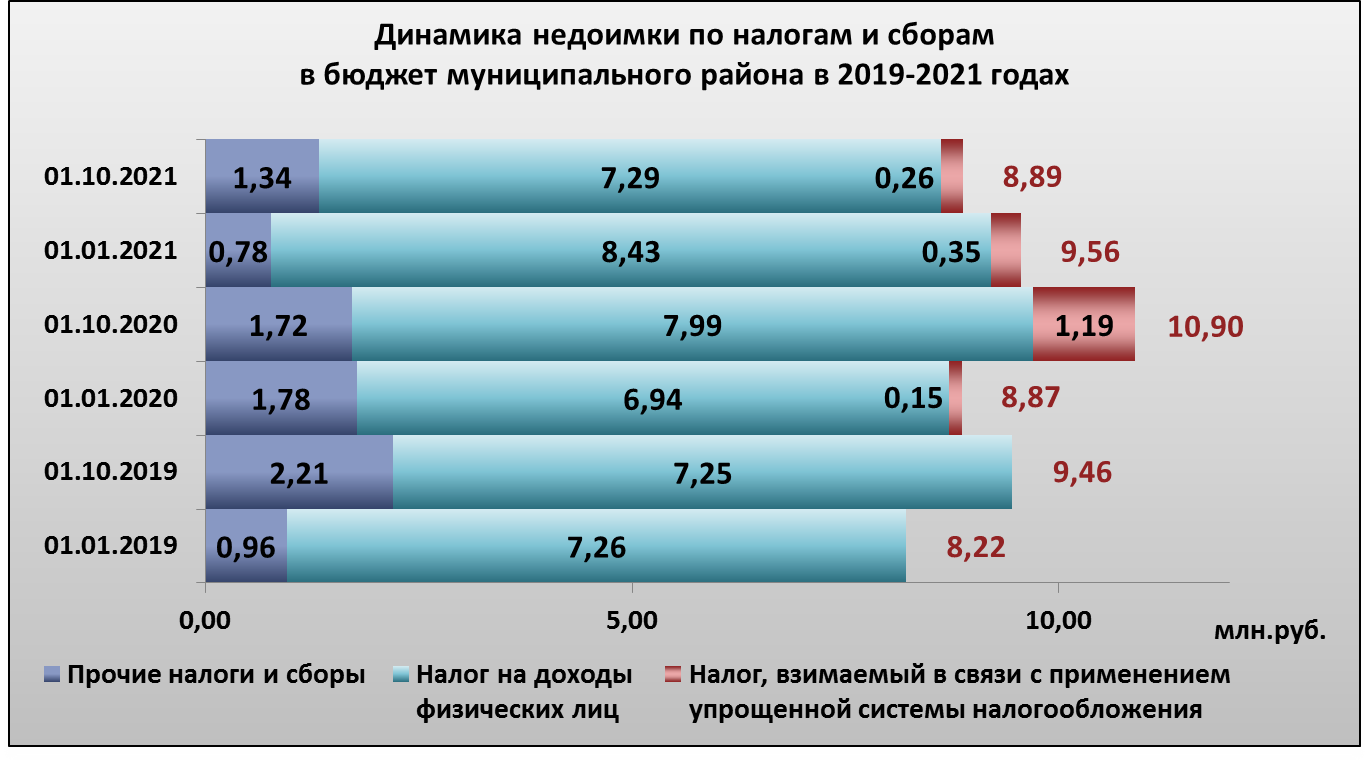 Динамика недоимки по налогам и сборам
в бюджет муниципального района в 2019-2021 годах
01.10.2021 1,34 7,29 0,26 8,89
01.01.2021 0,78 8,43 0,35 9,56
01.10.2020 1,72 7,99 1,19 10,90
01.01.2020 1,78 6,94 0,15 8,87
01.10.2019 2,21 7,25 9,46
01.01.2019 0,96 7,26 8,22
0,00 5,00 10,00
млн.руб.
Прочие налоги и сборы
Налог на доходы
физических лиц
Налог, взимаемый в связи с применением
упрощенной системы налогообложения